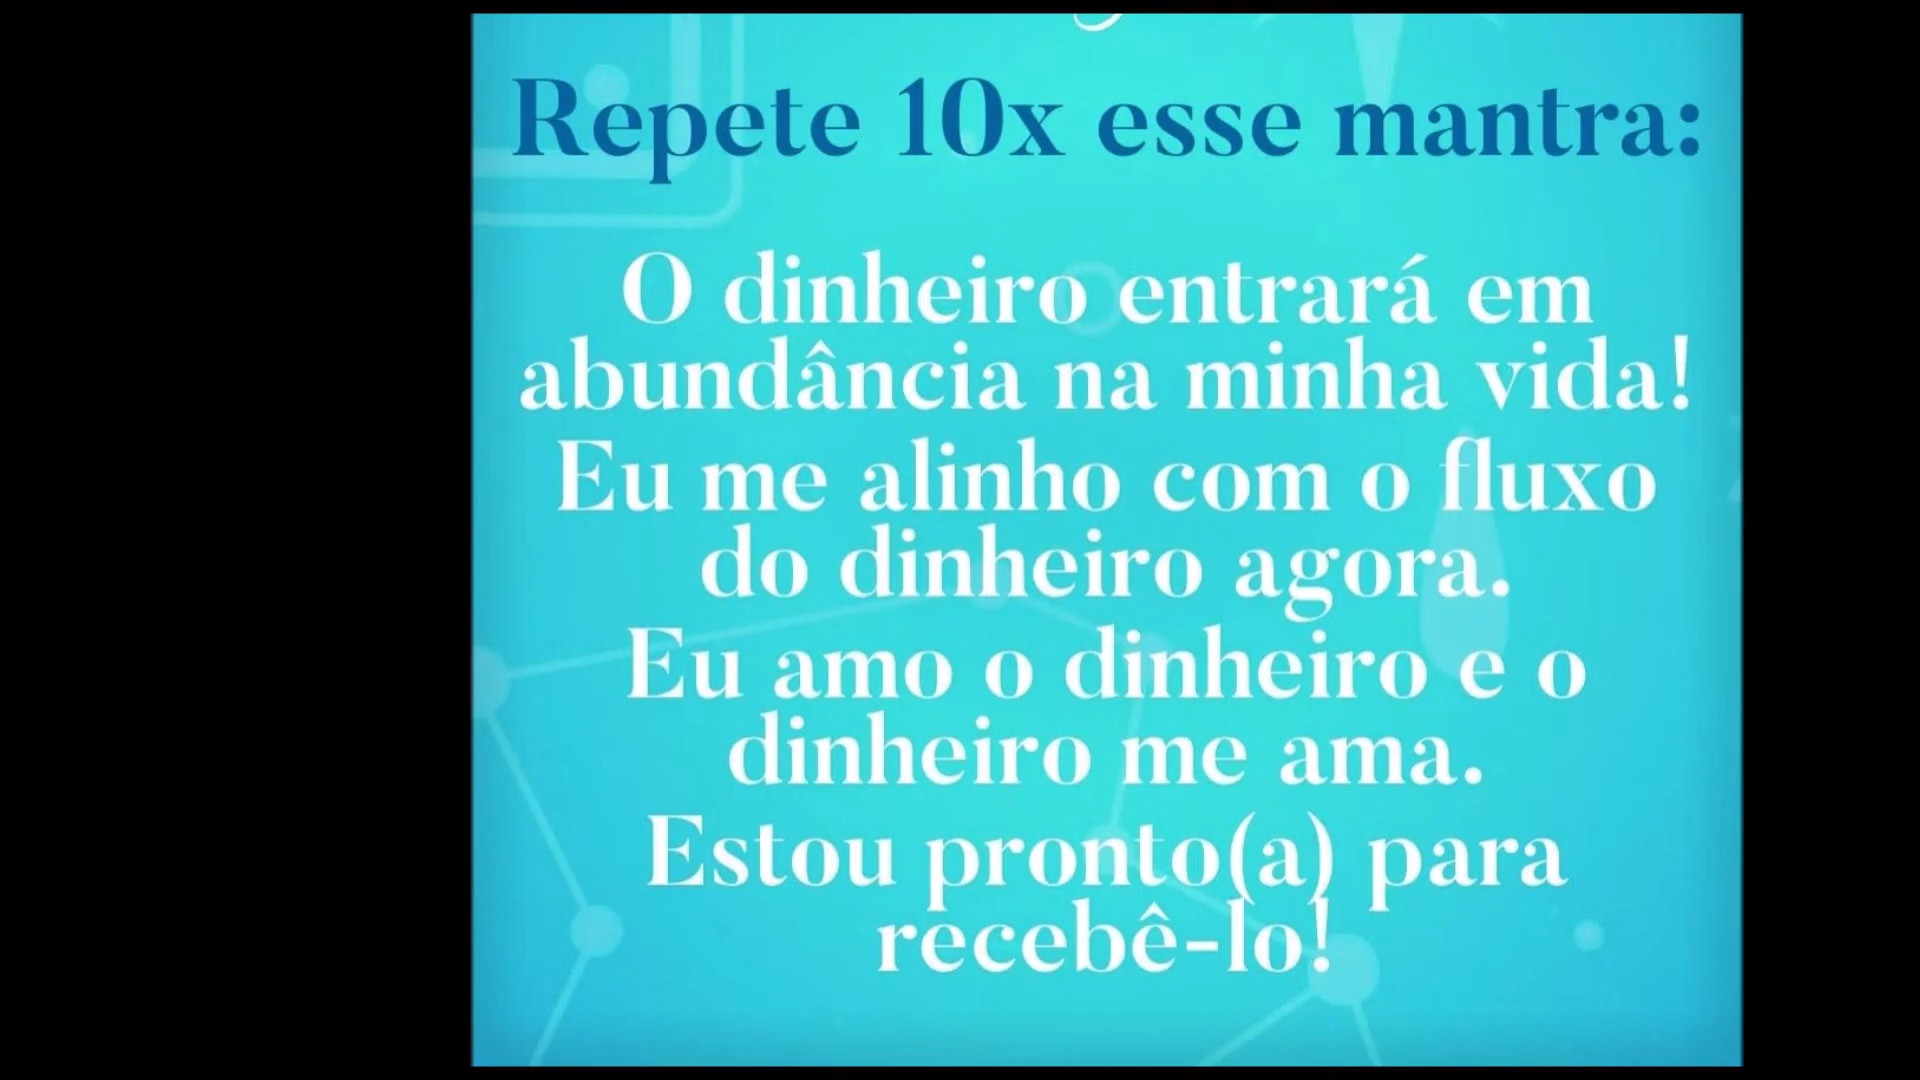 Repete 10x esse mantra:
O dinheiro entrará em
abundância na minha vida!
Eu me alinho com o fluxo
do dinheiro agora.
Eu amo o dinheiro e o
dinheiro me ama.
Estou pronto(a) para
recebê-lo!